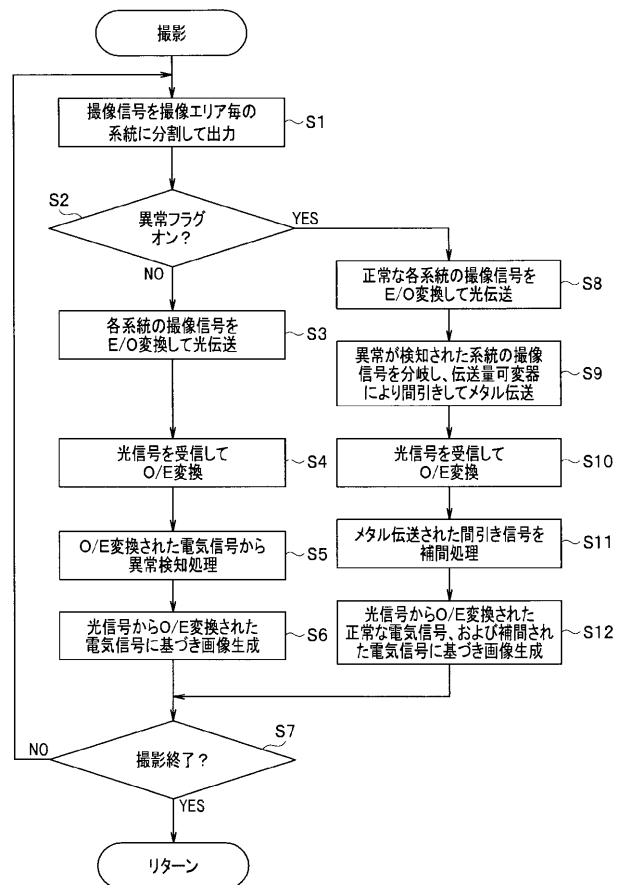 撮影
撮像信号を撮像エリア毎の
系統に分割して出力
S1
S2
異常フラグ
オン?
YES
NO
各系統の撮像信号を
E/O変換して光伝送
S3
光信号を受信して
O/E変換
S4
O/E変換された電気信号から
異常検知処理
S5
光信号からO/E変換された
電気信号に基づき画像生成
S6
正常な各系統の撮像信号を
E/O変換して光伝送
S8
異常が検知された系統の撮像
信号を分岐し、伝送量可変器
により間引きしてメタル伝送
S9
光信号を受信して
O/E変換
S10
メタル伝送された間引き信号を
補間処理
S11
光信号からO/E変換された
正常な電気信号、および補間され
た電気信号に基づき画像生成
S12
S7
撮影終了?
NO
YES
リターン